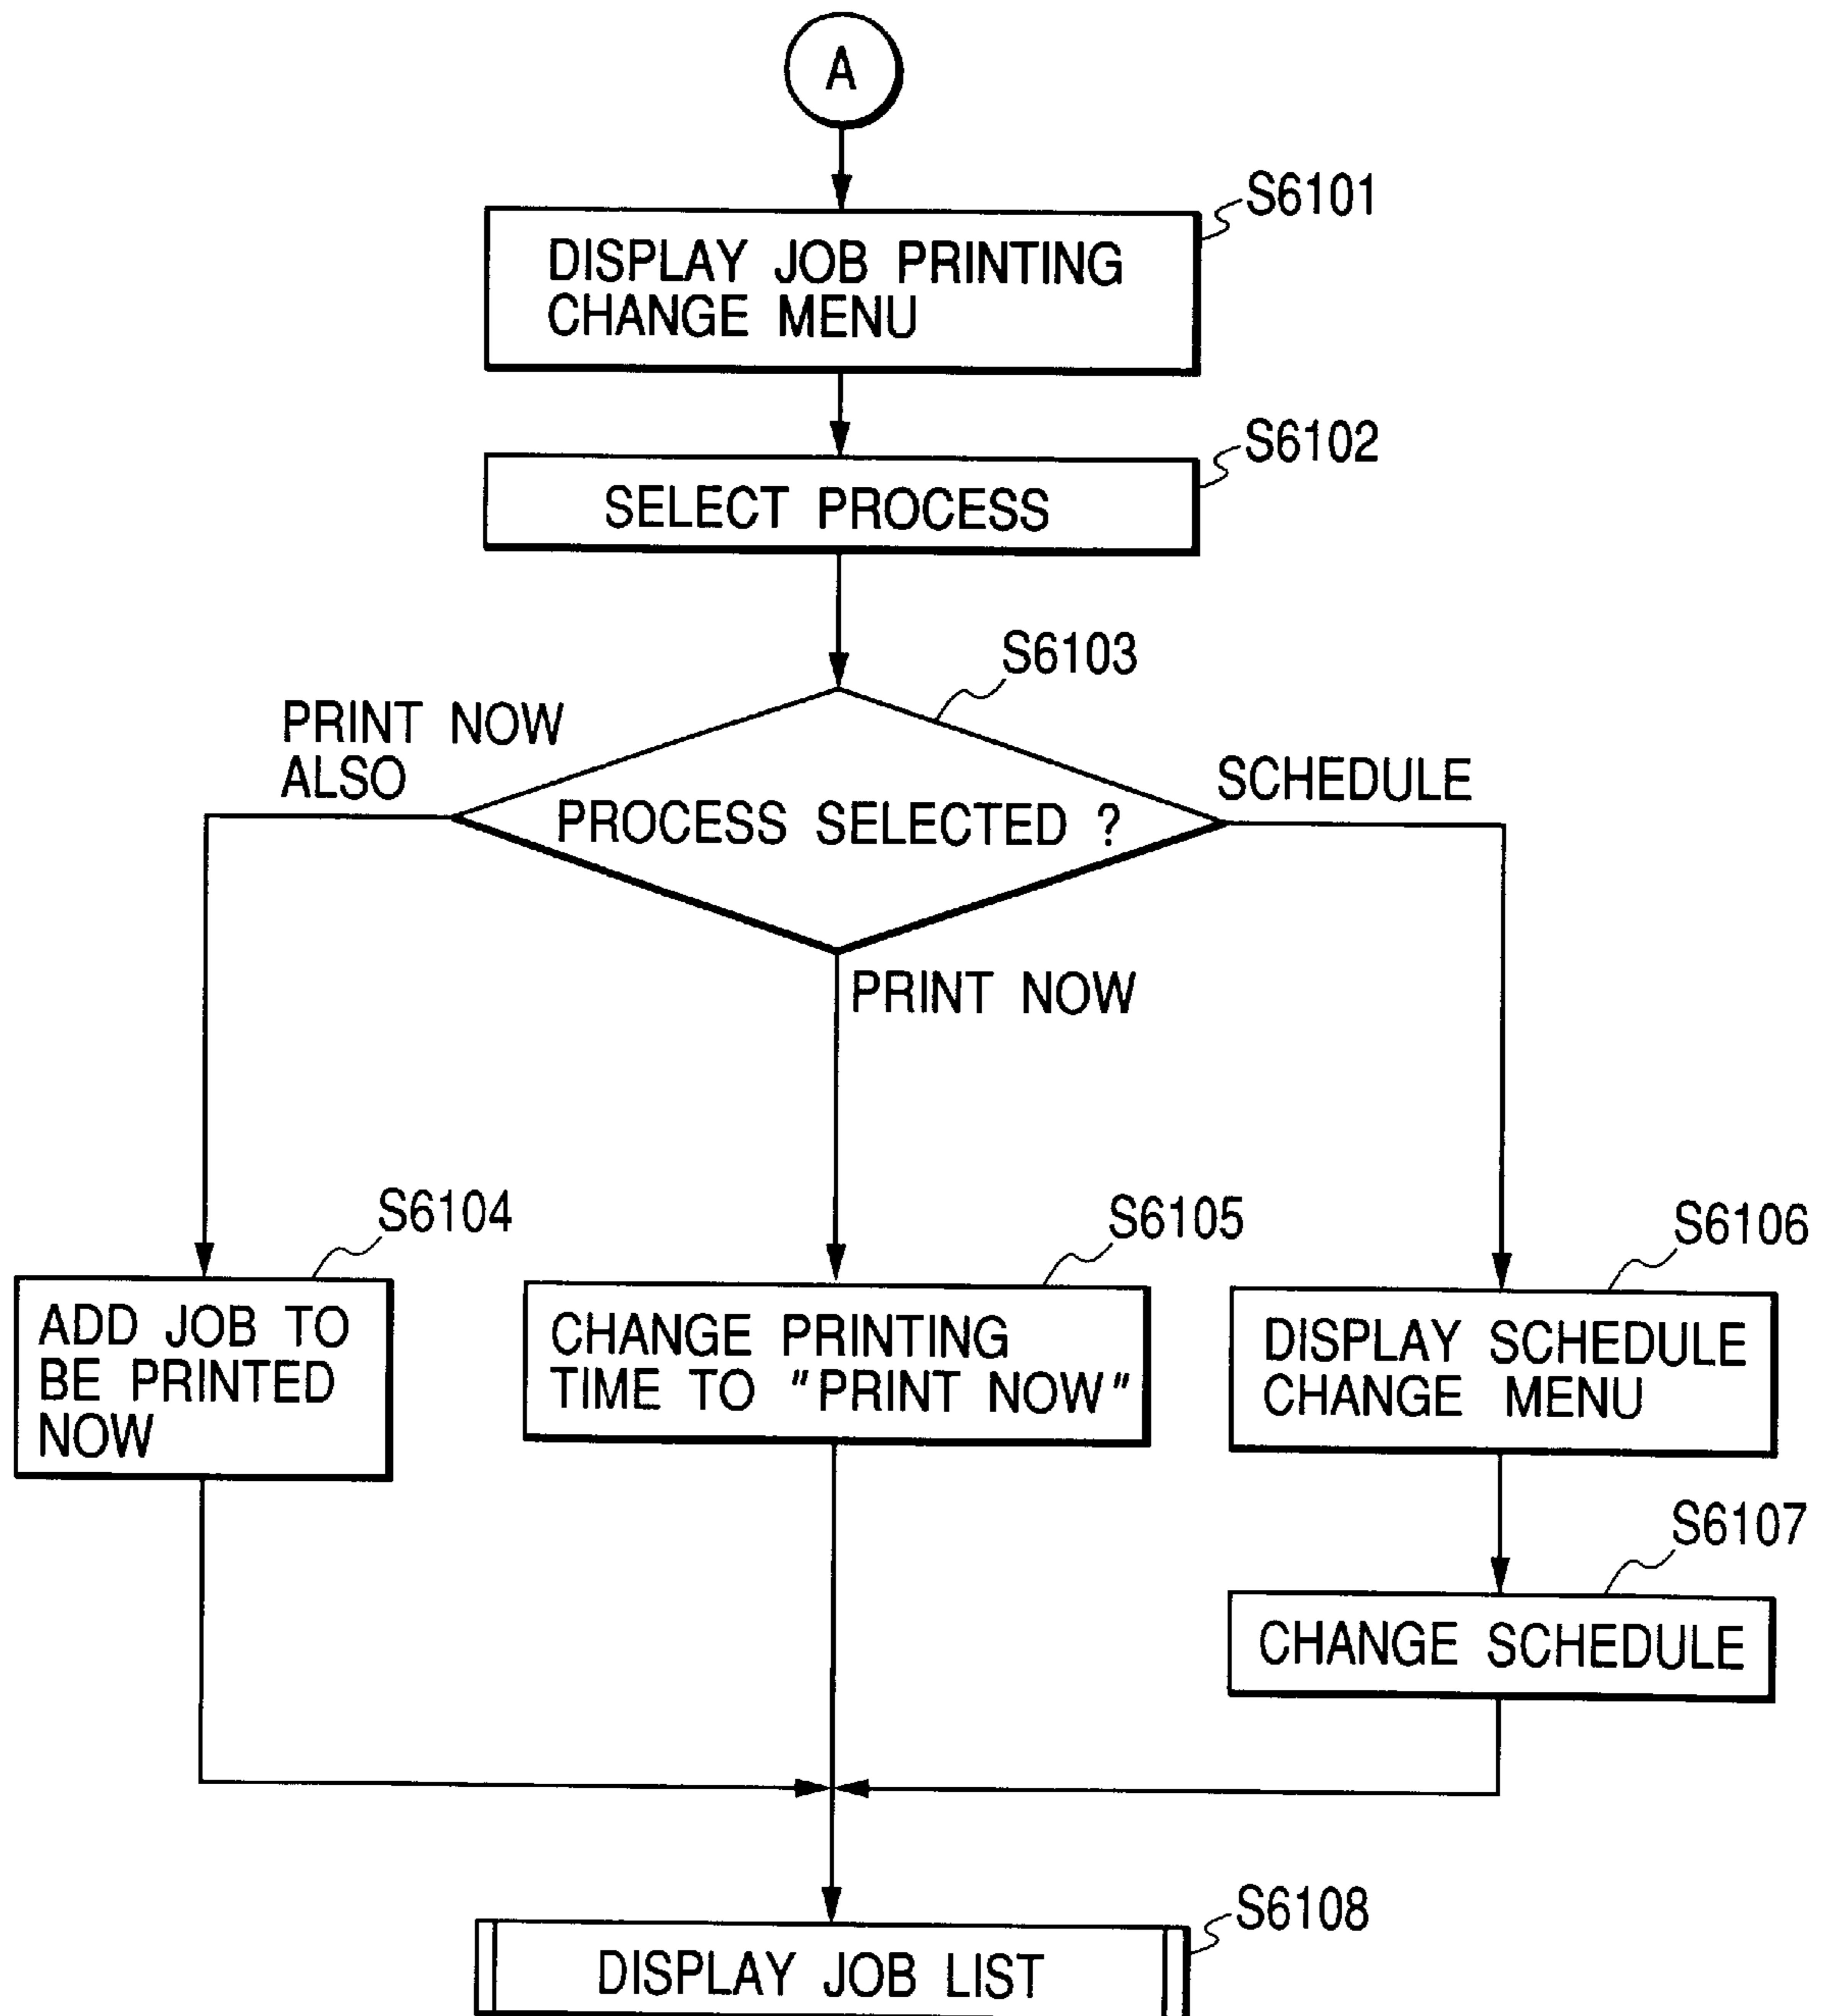 A
S6101
DISPLAY JOB PRINTING
CHANGE MENU
S6102
SELECT PROCESS
S6103
PRINT NOW
ALSO
SCHEDULE
PROCESS SELECTED ?
PRINT NOW
S6104
S6105
S6106
ADD JOB TO
BE PRINTED
NOW
CHANGE PRINTING
TIME TO "PRINT NOW"
DISPLAY SCHEDULE
CHANGE MENU
S6107
CHANGE SCHEDULE
S6108
DISPLAY JOB LIST